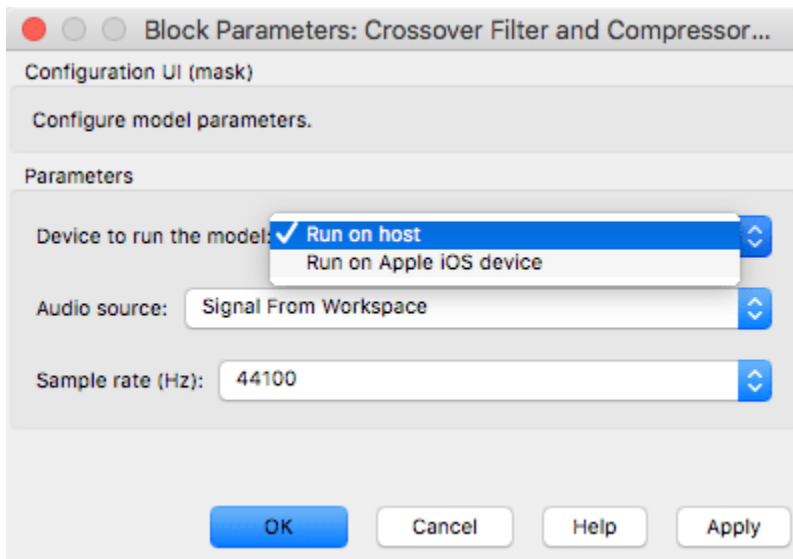 Block Parameters: Crossover Filter and Compressor...
Configuration UI (mask)
Configure model parameters.
Parameters
Device to run the model: ✓ Run on host
Run on Apple iOS device
Audio source: Signal From Workspace
Sample rate (Hz): 44100
OK Cancel Help Apply